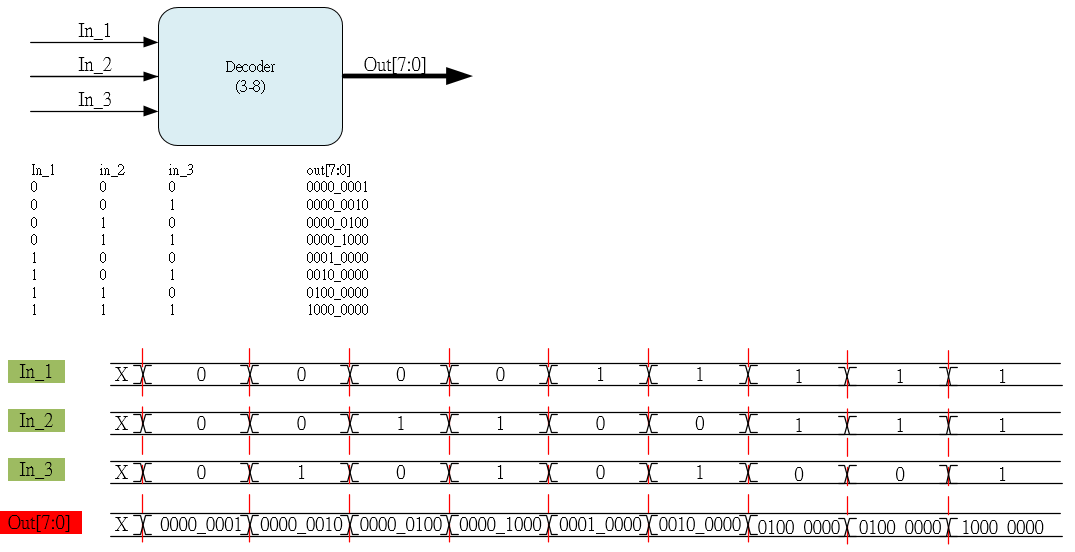 In_1
In_2
In_3
Decoder
(3-8)
Out[7:0]
In_1 in_2 in_3 out[7:0]
0 0 0 0000_0001
0 0 1 0000_0010
0 1 0 0000_0100
0 1 1 0000_1000
1 0 0 0001_0000
1 0 1 0010_0000
1 1 0 0100_0000
1 1 1 1000_0000
In_1 X 0 0 0 0 1 1 1 1 1
In_2 X 0 0 1 1 0 0 1 1 1
In_3 X 0 1 0 1 0 1 0 0 1
Out[7:0] X 0000_0001 0000_0010 0000_0100 0000_1000 0001_0000 0010_0000 0100_0000 0100_0000 1000_0000